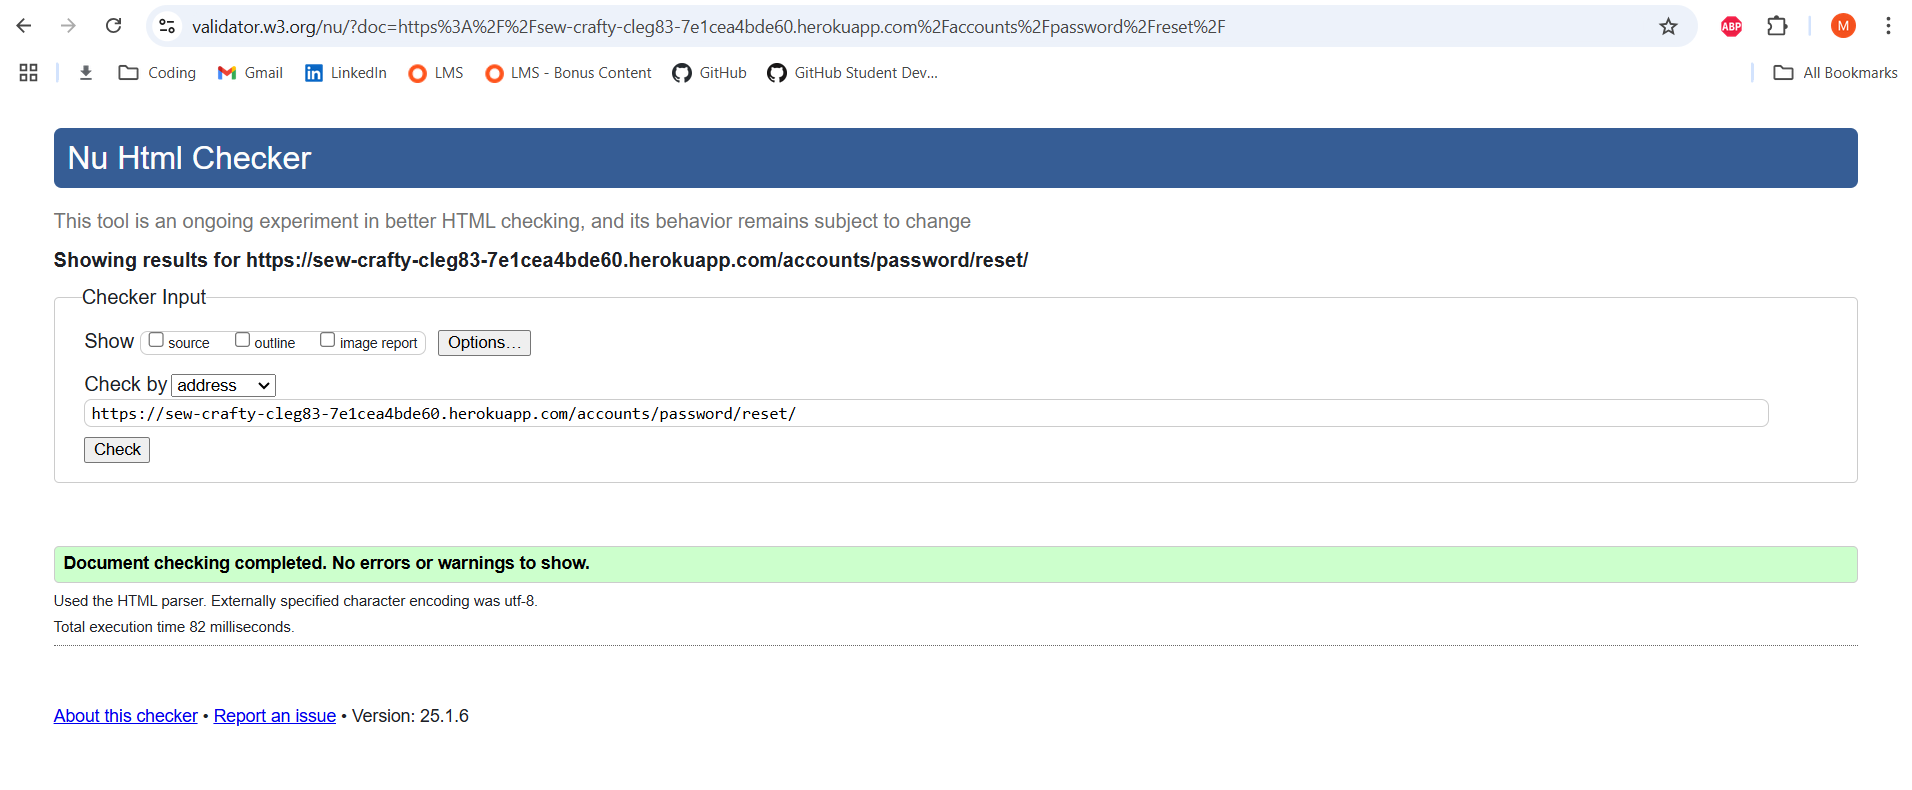 validator.w3.org/nu/?doc=https%3A%2F%2Fsew-crafty-cleg83-7e1cea4bde60.herokuapp.com%2Faccounts%2Fpassword%2Freset%2F
ABP
M
Coding
Gmail
LinkedIn
LMS
LMS - Bonus Content
GitHub
GitHub Student Dev...
All Bookmarks
Nu Html Checker
This tool is an ongoing experiment in better HTML checking, and its behavior remains subject to change
Showing results for https://sew-crafty-cleg83-7e1cea4bde60.herokuapp.com/accounts/password/reset/
Checker Input
Show source outline image report Options...
Check by address
https://sew-crafty-cleg83-7e1cea4bde60.herokuapp.com/accounts/password/reset/
Check
Document checking completed. No errors or warnings to show.
Used the HTML parser. Externally specified character encoding was utf-8.
Total execution time 82 milliseconds.
About this checker • Report an issue • Version: 25.1.6